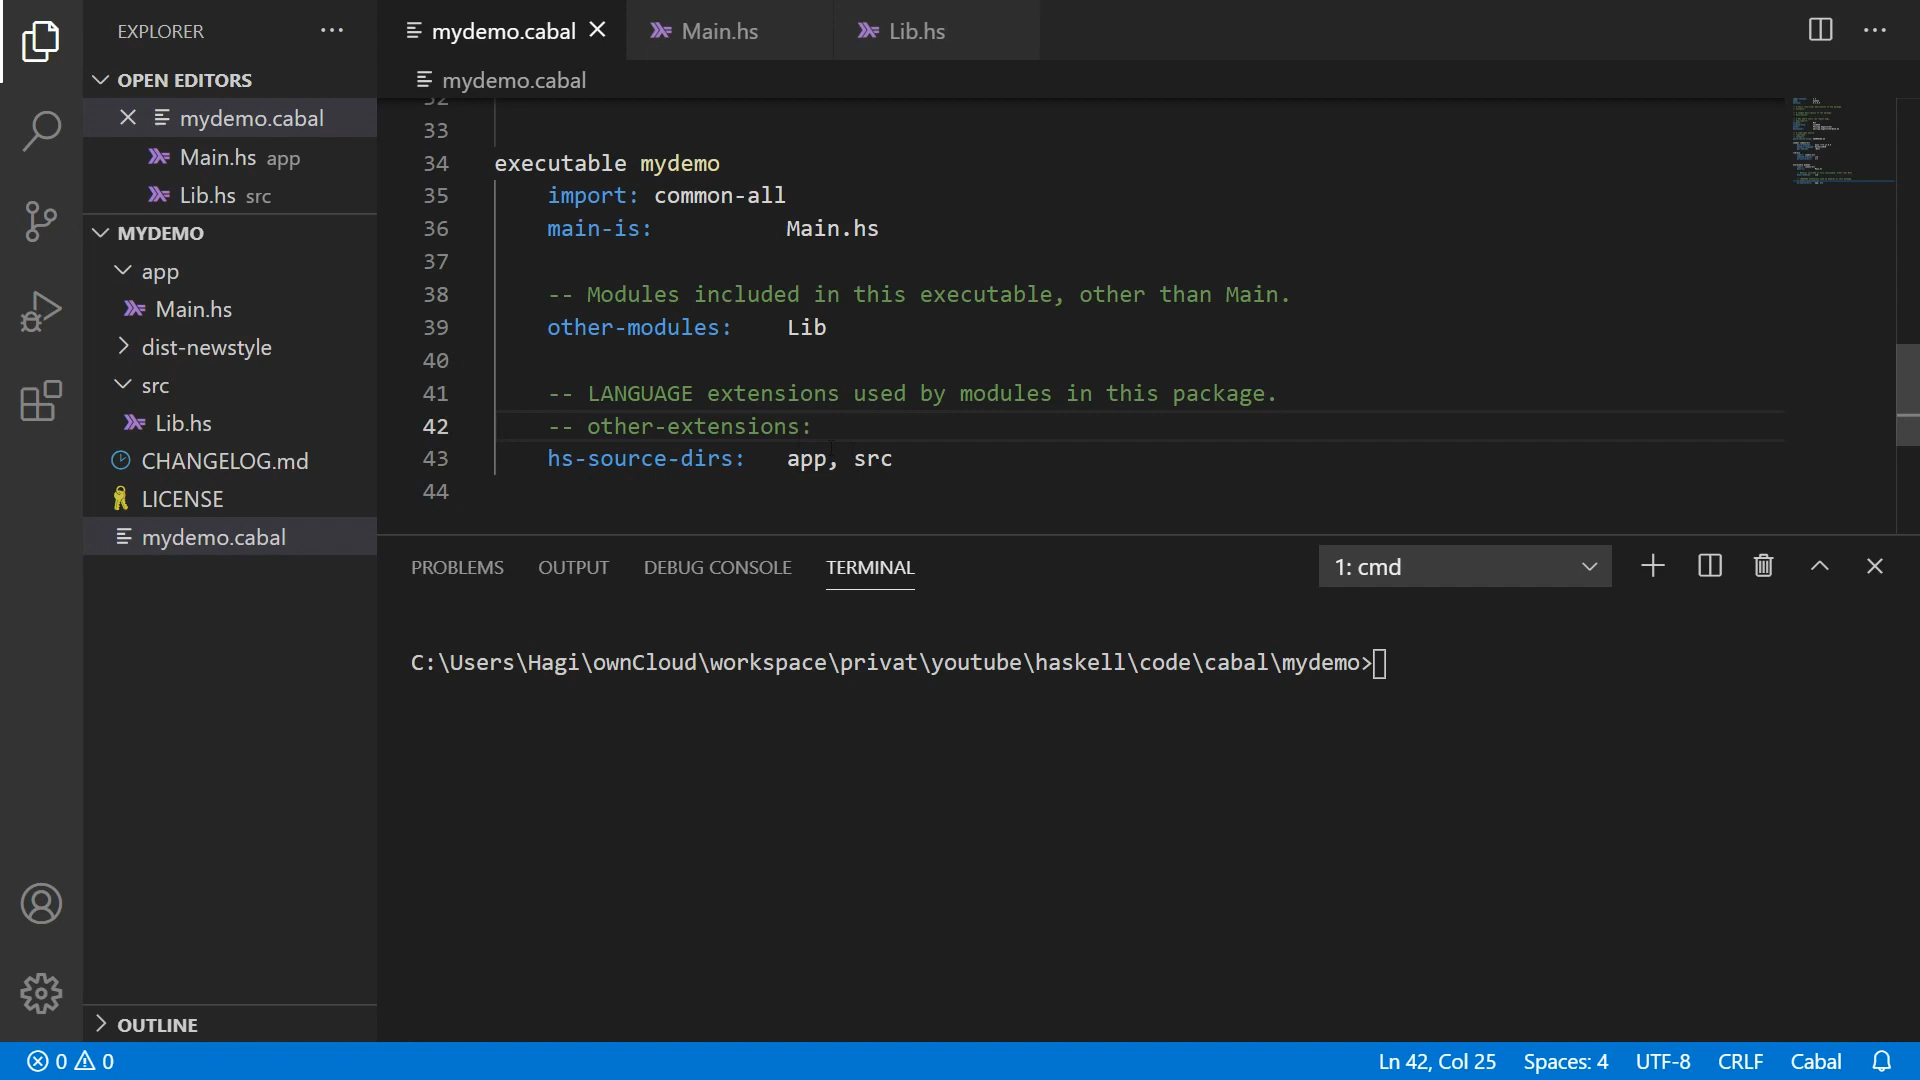 EXPLORER
OPEN EDITORS
mydemo.cabal
Main.hs app
Lib.hs src
MYDEMO
app
Main.hs
dist-newstyle
src
Lib.hs
CHANGELOG.md
LICENSE
mydemo.cabal
OUTLINE
mydemo.cabal
Main.hs
Lib.hs
mydemo.cabal
32
33
34 executable mydemo
35 import: common-all
36 main-is: Main.hs
37
38 -- Modules included in this executable, other than Main.
39 other-modules: Lib
40
41 -- LANGUAGE extensions used by modules in this package.
42 -- other-extensions:
43 hs-source-dirs: app, src
44
PROBLEMS OUTPUT DEBUG CONSOLE TERMINAL 1: cmd
C:\Users\Hagi\ownCloud\workspace\privat\youtube\haskell\code\cabal\mydemo>
0 0 Ln 42, Col 25 Spaces: 4 UTF-8 CRLF Cabal